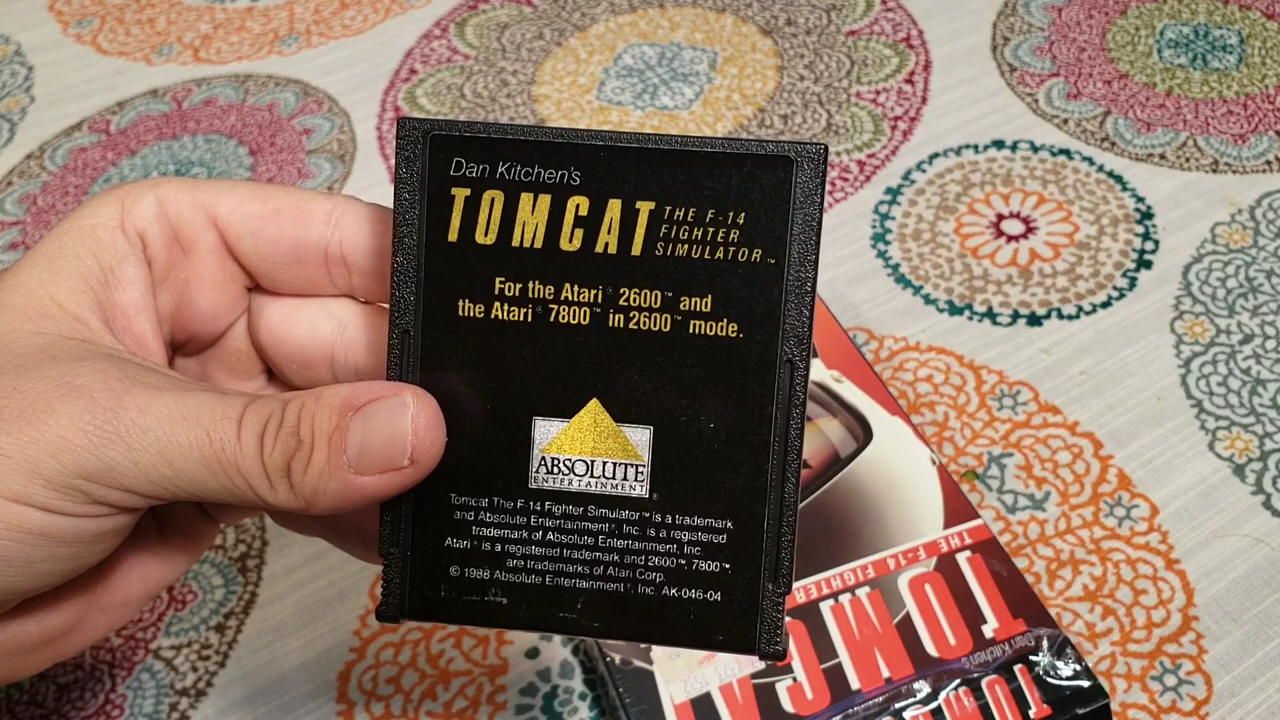 Dan Kitchen's
TOMCAT
THE F-14
FIGHTER
SIMULATOR™
For the Atari® 2600™ and
the Atari® 7800™ in 2600™ mode.
ABSOLUTE
ENTERTAINMENT®
Tomcat The F-14 Fighter Simulator™ is a trademark
and Absolute Entertainment®, Inc. is a registered
trademark of Absolute Entertainment, Inc.
Atari® is a registered trademark and 2600™, 7800™,
are trademarks of Atari Corp.
© 1988 Absolute Entertainment®, Inc. AK-046-04
THE F-14 FIGHTER
TOMCA
Dan Kitchen's
TOM